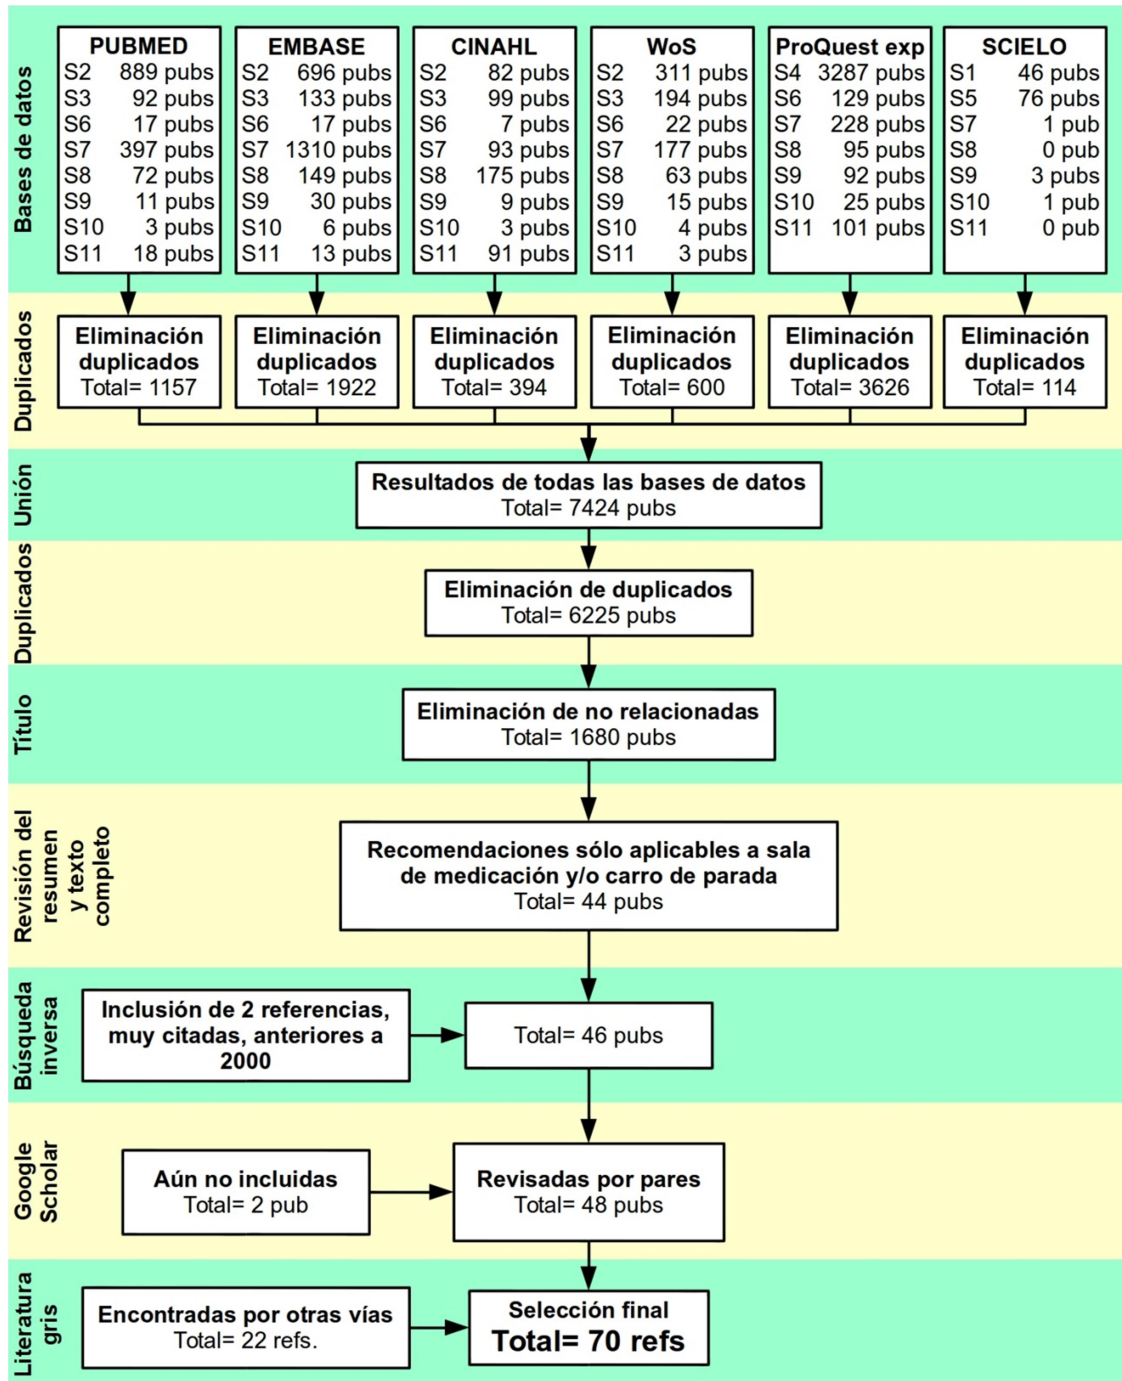 Bases de datos
PUBMED
S2 889 pubs
S3 92 pubs
S6 17 pubs
S7 397 pubs
S8 72 pubs
S9 11 pubs
S10 3 pubs
S11 18 pubs
EMBASE
S2 696 pubs
S3 133 pubs
S6 17 pubs
S7 1310 pubs
S8 149 pubs
S9 30 pubs
S10 6 pubs
S11 13 pubs
CINAHL
S2 82 pubs
S3 99 pubs
S6 7 pubs
S7 93 pubs
S8 175 pubs
S9 9 pubs
S10 3 pubs
S11 91 pubs
WoS
S2 311 pubs
S3 194 pubs
S6 22 pubs
S7 177 pubs
S8 63 pubs
S9 15 pubs
S10 4 pubs
S11 3 pubs
ProQuest exp
S4 3287 pubs
S6 129 pubs
S7 228 pubs
S8 95 pubs
S9 92 pubs
S10 25 pubs
S11 101 pubs
SCIELO
S1 46 pubs
S5 76 pubs
S7 1 pub
S8 0 pub
S9 3 pubs
S10 1 pub
S11 0 pub
Duplicados
Eliminación
duplicados
Total= 1157
Eliminación
duplicados
Total= 1922
Eliminación
duplicados
Total= 394
Eliminación
duplicados
Total= 600
Eliminación
duplicados
Total= 3626
Eliminación
duplicados
Total= 114
Unión
Resultados de todas las bases de datos
Total= 7424 pubs
Duplicados
Eliminación de duplicados
Total= 6225 pubs
Título
Eliminación de no relacionadas
Total= 1680 pubs
Revisión del
resumen
y texto
completo
Recomendaciones sólo aplicables a sala
de medicación y/o carro de parada
Total= 44 pubs
Búsqueda
inversa
Inclusión de 2 referencias,
muy citadas, anteriores a
2000
Total= 46 pubs
Google
Scholar
Aún no incluidas
Total= 2 pub
Revisadas por pares
Total= 48 pubs
Literatura
gris
Encontradas por otras vías
Total= 22 refs.
Selección final
Total= 70 refs